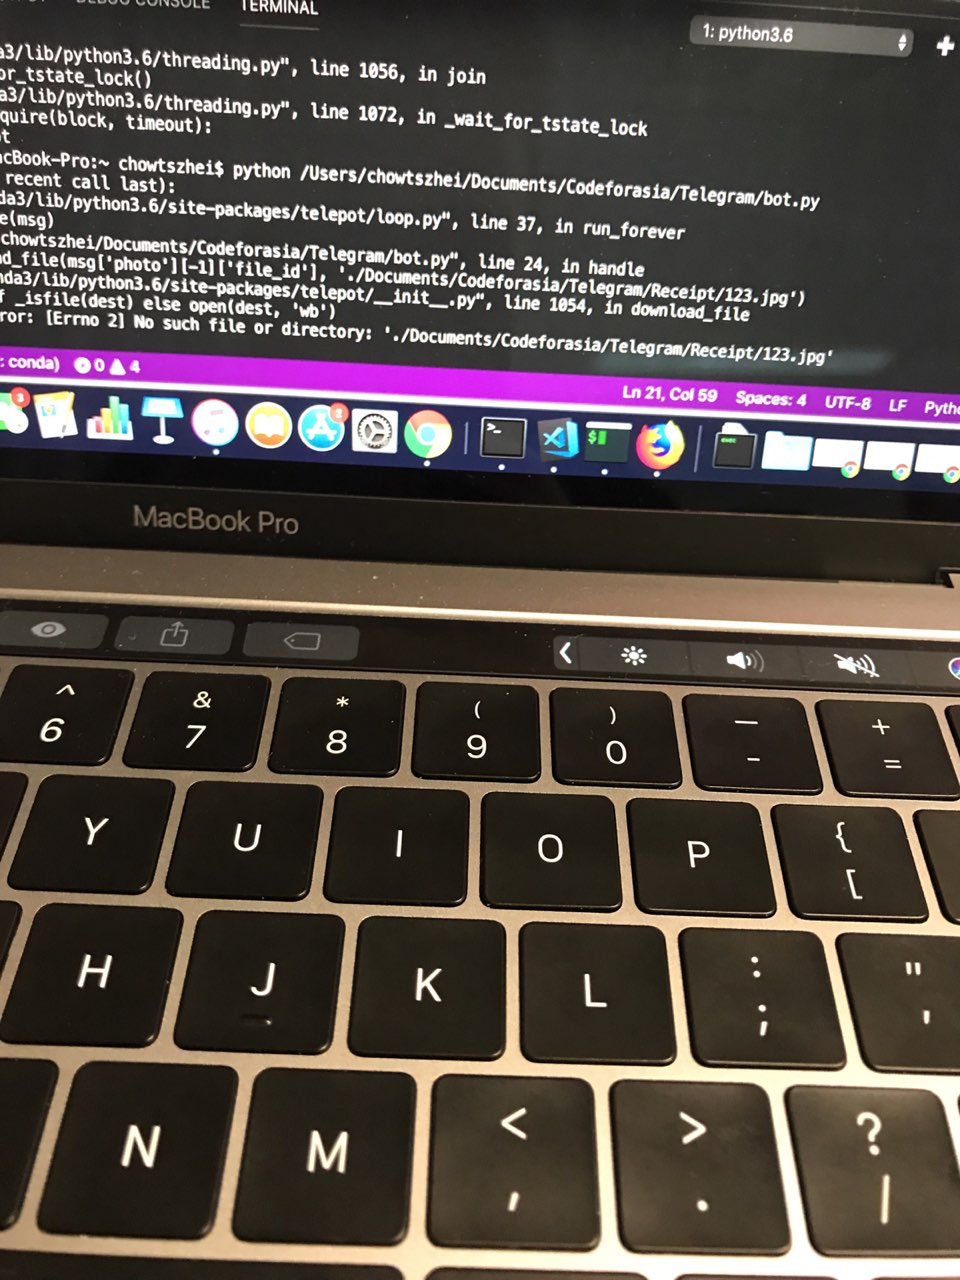 TERMINAL
1: python3.6
a3/lib/python3.6/threading.py", line 1056, in join
or_tstate_lock()
a3/lib/python3.6/threading.py", line 1072, in _wait_for_tstate_lock
quire(block, timeout):
t
acBook-Pro:~ chowtszhei$ python /Users/chowtszhei/Documents/Codeforasia/Telegram/bot.py
recent call last):
da3/lib/python3.6/site-packages/telepot/loop.py", line 37, in run_forever
e(msg)
chowtszhei/Documents/Codeforasia/Telegram/bot.py", line 24, in handle
ad_file(msg['photo'][-1]['file_id'], './Documents/Codeforasia/Telegram/Receipt/123.jpg')
nda3/lib/python3.6/site-packages/telepot/__init__.py", line 1054, in download_file
f _isfile(dest) else open(dest, 'wb')
ror: [Errno 2] No such file or directory: './Documents/Codeforasia/Telegram/Receipt/123.jpg'
: conda) 0 4
Ln 21, Col 59 Spaces: 4 UTF-8 LF Pytho
3 3
MacBook Pro
^ & * ( ) — +
6 7 8 9 0 - =
Y U I O P { [
H J K L : ; " '
N M < , > . ? /